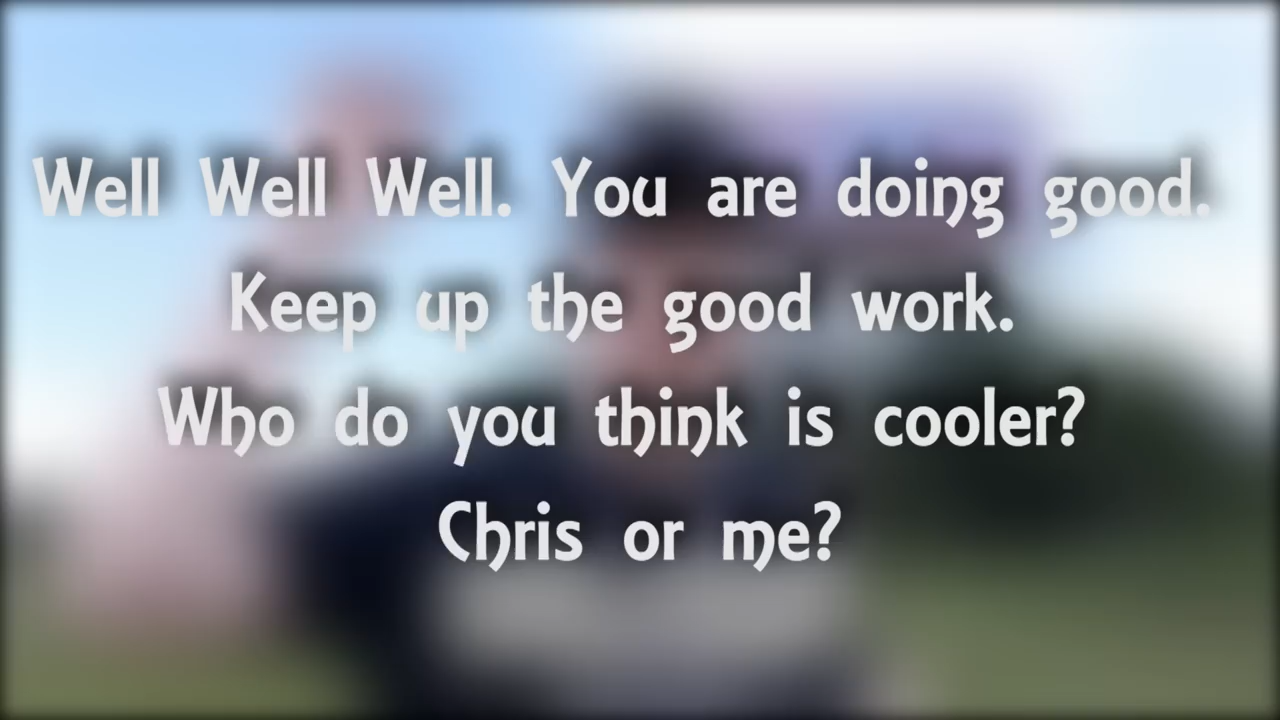 Well Well Well. You are doing good.
Keep up the good work.
Who do you think is cooler?
Chris or me?